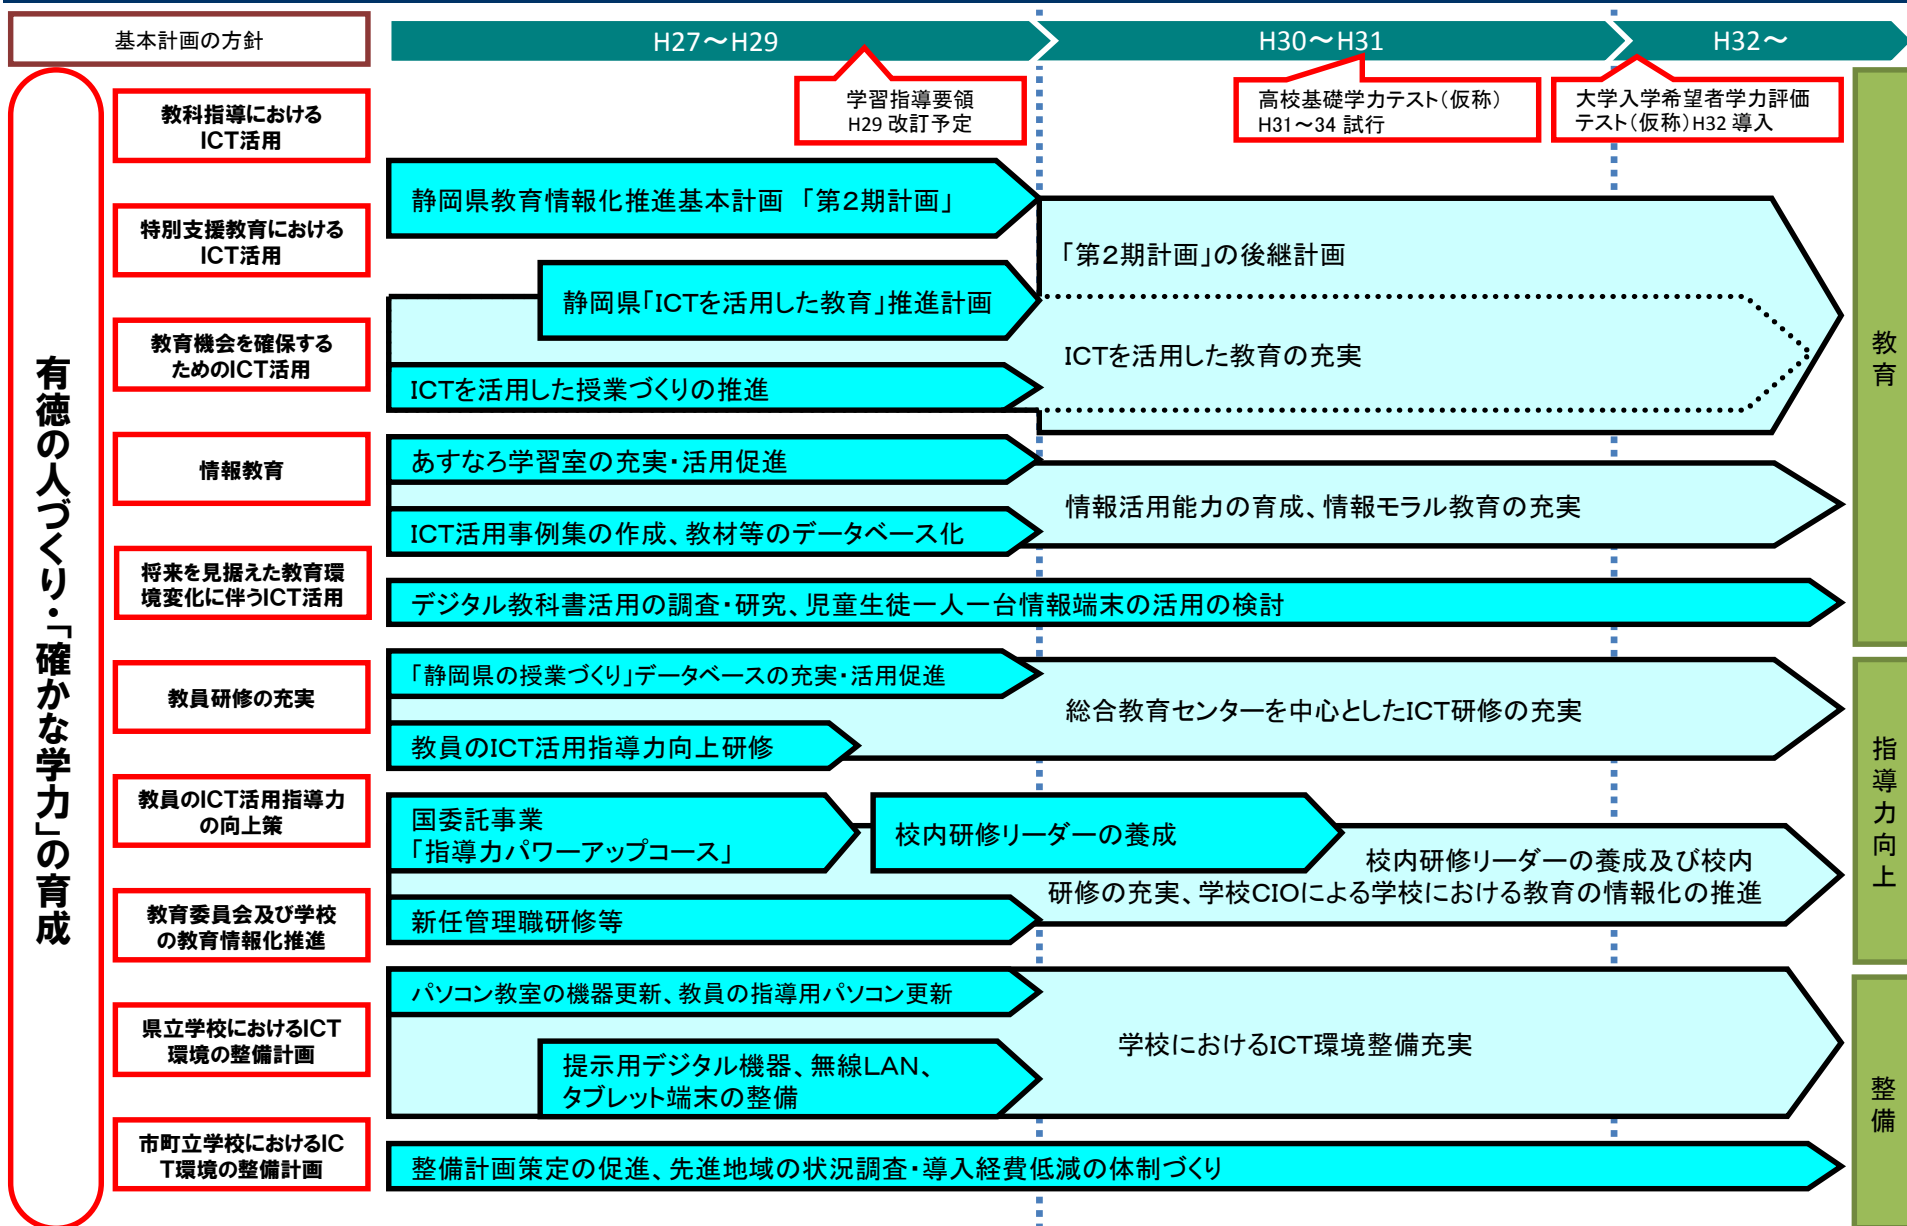 基本計画の方針
H27～H29
H30～H31
H32～
学習指導要領
H29 改訂予定
高校基礎学力テスト（仮称）
H31～34 試行
大学入学希望者学力評価
テスト（仮称）H32 導入
有徳の人づくり・「確かな学力」の育成
教科指導における
ICT活用
特別支援教育における
ICT活用
教育機会を確保する
ためのICT活用
情報教育
将来を見据えた教育環
境変化に伴うICT活用
教員研修の充実
教員のICT活用指導力
の向上策
教育委員会及び学校
の教育情報化推進
県立学校におけるICT
環境の整備計画
市町立学校におけるIC
T環境の整備計画
静岡県教育情報化推進基本計画 「第２期計画」
「第２期計画」の後継計画
静岡県「ICTを活用した教育」推進計画
ICTを活用した教育の充実
ICTを活用した授業づくりの推進
あすなろ学習室の充実・活用促進
情報活用能力の育成、情報モラル教育の充実
ICT活用事例集の作成、教材等のデータベース化
デジタル教科書活用の調査・研究、児童生徒一人一台情報端末の活用の検討
「静岡県の授業づくり」データベースの充実・活用促進
総合教育センターを中心としたICT研修の充実
教員のICT活用指導力向上研修
国委託事業
「指導力パワーアップコース」
校内研修リーダーの養成
校内研修リーダーの養成及び校内
研修の充実、学校CIOによる学校における教育の情報化の推進
新任管理職研修等
パソコン教室の機器更新、教員の指導用パソコン更新
学校におけるICT環境整備充実
提示用デジタル機器、無線LAN、
タブレット端末の整備
整備計画策定の促進、先進地域の状況調査・導入経費低減の体制づくり
教育
指導力向上
整備